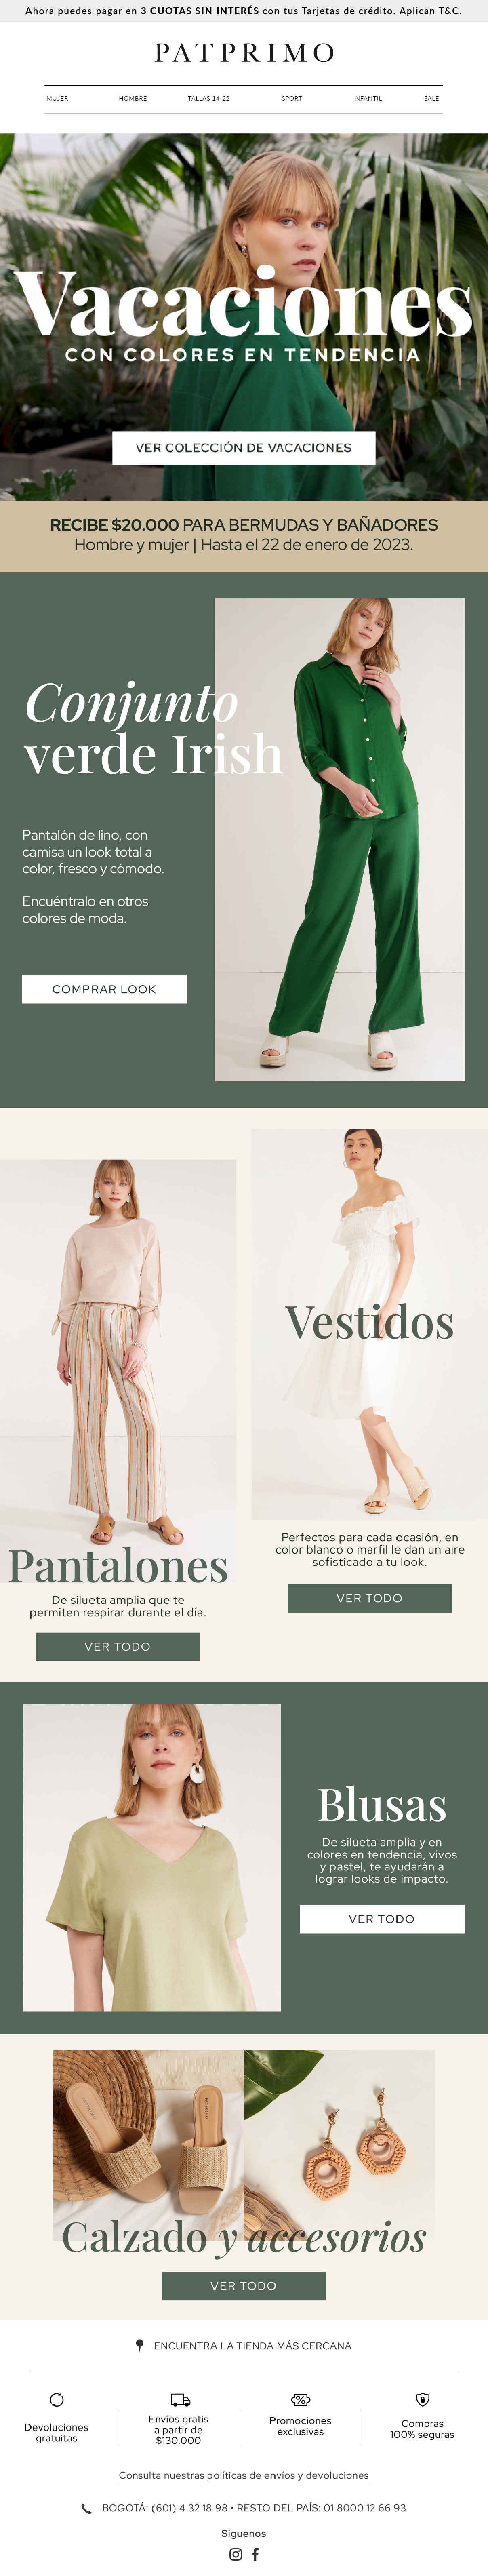 Ahora puedes pagar en 3 CUOTAS SIN INTERÉS con tus Tarjetas de crédito. Aplican T&C.
PATPRIMO
MUJER HOMBRE TALLAS 14-22 SPORT INFANTIL SALE
Vacaciones
CON COLORES EN TENDENCIA
VER COLECCIÓN DE VACACIONES
RECIBE $20.000 PARA BERMUDAS Y BAÑADORES
Hombre y mujer | Hasta el 22 de enero de 2023.
Conjunto
verde Irish
Pantalón de lino, con
camisa un look total a
color, fresco y cómodo.
Encuéntralo en otros
colores de moda.
COMPRAR LOOK
Pantalones
De silueta amplia que te
permiten respirar durante el día.
VER TODO
Vestidos
Perfectos para cada ocasión, en
color blanco o marfil le dan un aire
sofisticado a tu look.
VER TODO
Blusas
De silueta amplia y en
colores en tendencia, vivos
y pastel, te ayudarán a
lograr looks de impacto.
VER TODO
Calzado y accesorios
VER TODO
ENCUENTRA LA TIENDA MÁS CERCANA
Devoluciones
gratuitas
Envíos gratis
a partir de
$130.000
Promociones
exclusivas
Compras
100% seguras
Consulta nuestras políticas de envíos y devoluciones
BOGOTÁ: (601) 4 32 18 98 • RESTO DEL PAÍS: 01 8000 12 66 93
Síguenos